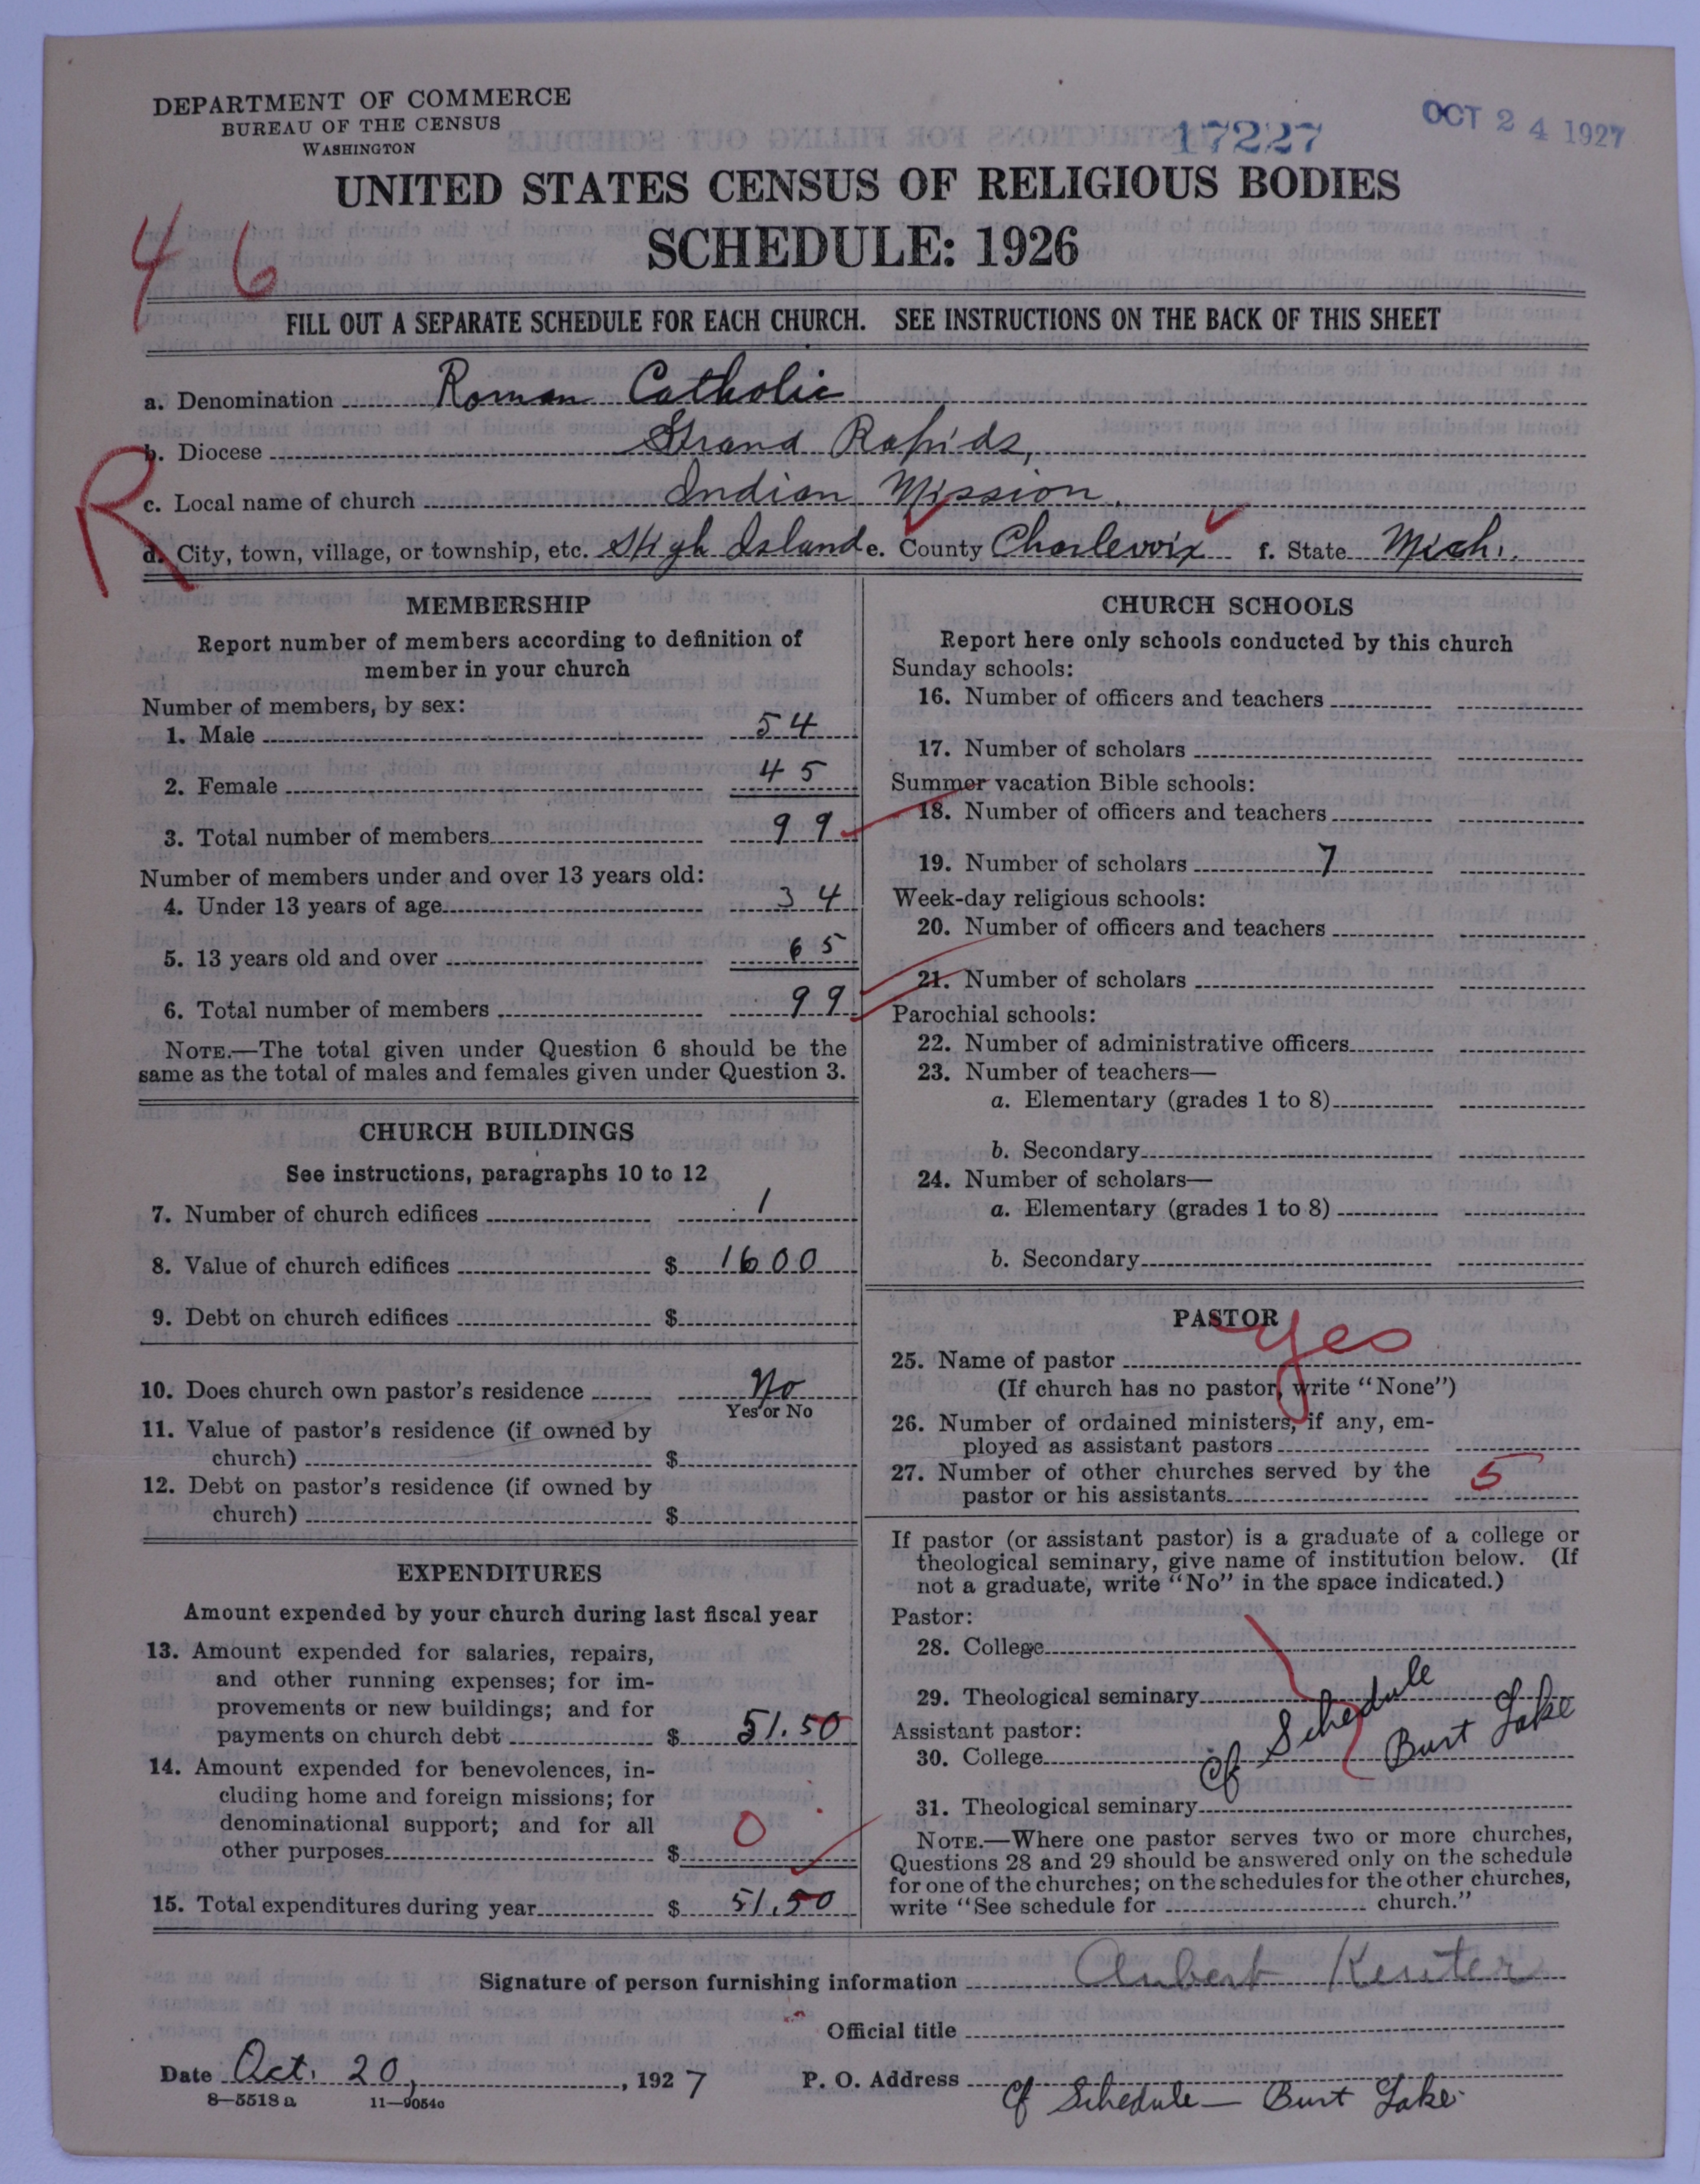 DEPARTMENT OF COMMERCE
BUREAU OF THE CENSUS
WASHINGTON
17227
OCT 24 1927
UNITED STATES CENSUS OF RELIGIOUS BODIES
SCHEDULE: 1926
46
FILL OUT A SEPARATE SCHEDULE FOR EACH CHURCH. SEE INSTRUCTIONS ON THE BACK OF THIS SHEET
a. Denomination Roman Catholic
b. Diocese Grand Rapids,
R
c. Local name of church Indian Mission.
d. City, town, village, or township, etc. High Island e. County Charlevoix f. State Mich.
MEMBERSHIP
Report number of members according to definition of
member in your church
Number of members, by sex:
1. Male 54
2. Female 45
3. Total number of members 99
Number of members under and over 13 years old:
4. Under 13 years of age 34
5. 13 years old and over 65
6. Total number of members 99
NOTE.—The total given under Question 6 should be the
same as the total of males and females given under Question 3.
CHURCH BUILDINGS
See instructions, paragraphs 10 to 12
7. Number of church edifices 1
8. Value of church edifices $ 1600
9. Debt on church edifices $
10. Does church own pastor's residence No
Yes or No
11. Value of pastor's residence (if owned by
church) $
12. Debt on pastor's residence (if owned by
church) $
EXPENDITURES
Amount expended by your church during last fiscal year
13. Amount expended for salaries, repairs,
and other running expenses; for im-
provements or new buildings; and for
payments on church debt $ 51.50
14. Amount expended for benevolences, in-
cluding home and foreign missions; for
denominational support; and for all
other purposes $ 0
15. Total expenditures during year $ 51.50
CHURCH SCHOOLS
Report here only schools conducted by this church
Sunday schools:
16. Number of officers and teachers
17. Number of scholars
Summer vacation Bible schools:
18. Number of officers and teachers
19. Number of scholars 7
Week-day religious schools:
20. Number of officers and teachers
21. Number of scholars
Parochial schools:
22. Number of administrative officers
23. Number of teachers—
a. Elementary (grades 1 to 8)
b. Secondary
24. Number of scholars—
a. Elementary (grades 1 to 8)
b. Secondary
PASTOR
25. Name of pastor yes
(If church has no pastor, write "None")
26. Number of ordained ministers, if any, em-
ployed as assistant pastors
27. Number of other churches served by the
pastor or his assistants 5
If pastor (or assistant pastor) is a graduate of a college or
theological seminary, give name of institution below. (If
not a graduate, write "No" in the space indicated.)
Pastor:
28. College
29. Theological seminary
Assistant pastor:
30. College
Cf Schedule Burt Lake
31. Theological seminary
NOTE.—Where one pastor serves two or more churches,
Questions 28 and 29 should be answered only on the schedule
for one of the churches; on the schedules for the other churches,
write "See schedule for church."
Signature of person furnishing information Aubert Keuter
Official title
Date Oct. 20, 1927 P. O. Address Cf Schedule — Burt Lake
8—5518 a 11—9054c